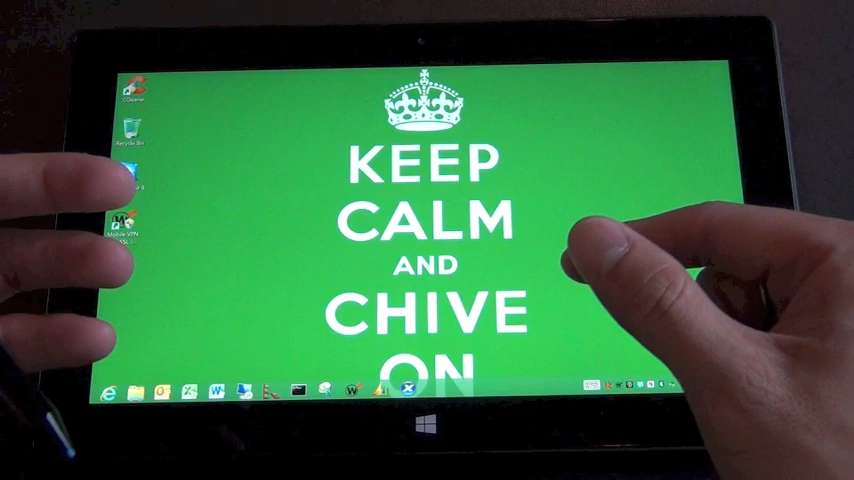 CCleaner
Recycle Bin
KEEP
CALM
AND
CHIVE
ON
Mobile VPN